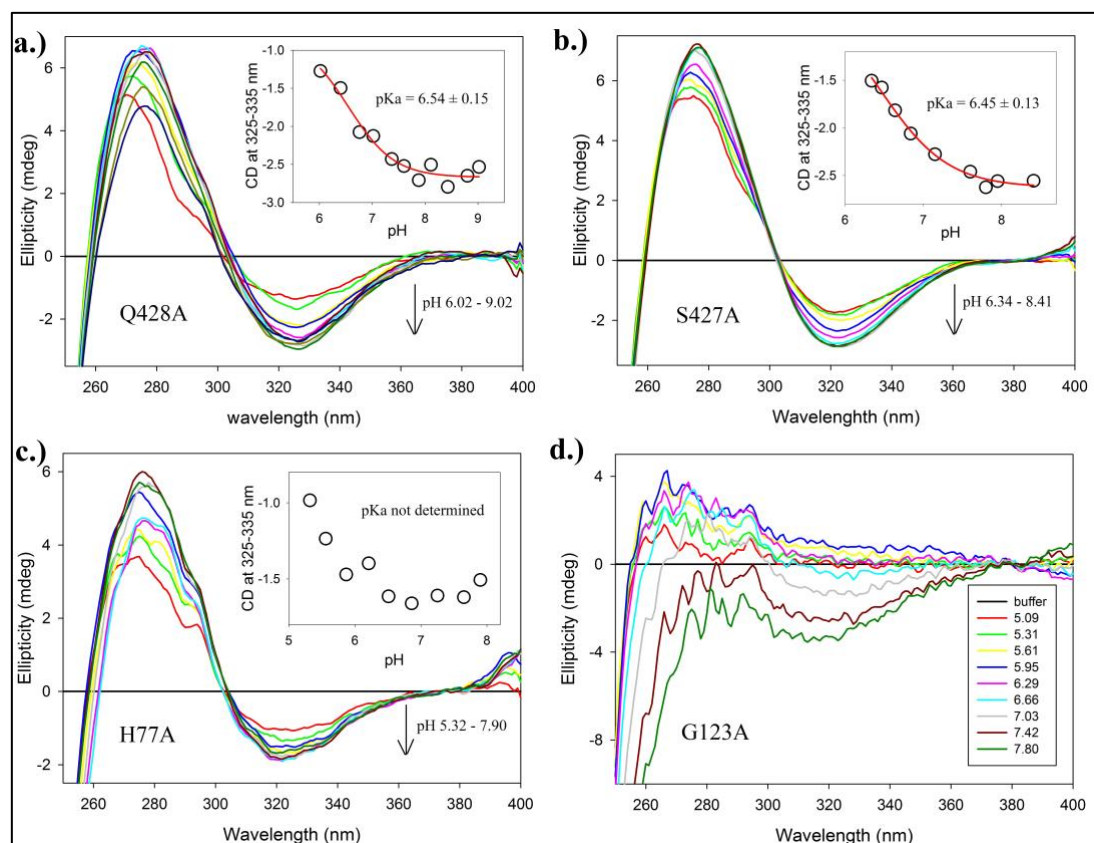 a.)
Ellipticity (mdeg)
6
4
2
0
-2
260 280 300 320 340 360 380 400
wavelength (nm)
Q428A
pH 6.02 - 9.02
CD at 325-335 nm
-1.0
-1.5
-2.0
-2.5
-3.0
6 7 8 9
pH
pKa = 6.54 ± 0.15
b.)
Ellipticity (mdeg)
6
4
2
0
-2
260 280 300 320 340 360 380 400
Wavelenghth (nm)
S427A
pH 6.34 - 8.41
CD at 325-335 nm
-1.5
-2.0
-2.5
6 7 8
pH
pKa = 6.45 ± 0.13
c.)
Ellipticity (mdeg)
6
4
2
0
-2
260 280 300 320 340 360 380 400
Wavelength (nm)
H77A
pH 5.32 - 7.90
CD at 325-335 nm
-1.0
-1.5
5 6 7 8
pH
pKa not determined
d.)
Ellipticity (mdeg)
4
0
-4
-8
260 280 300 320 340 360 380 400
Wavelength (nm)
G123A
buffer
5.09
5.31
5.61
5.95
6.29
6.66
7.03
7.42
7.80